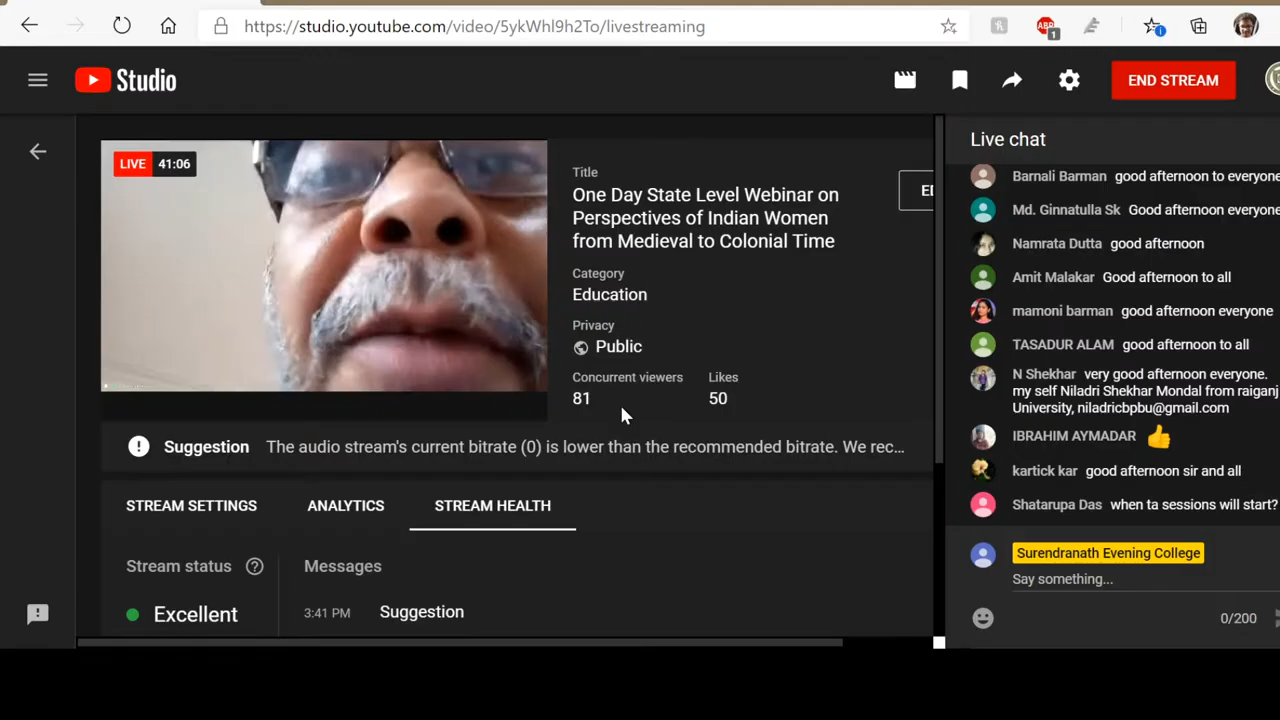 https://studio.youtube.com/video/5ykWhl9h2To/livestreaming
ABP
1
Studio
END STREAM
LIVE 41:06
Title
One Day State Level Webinar on
Perspectives of Indian Women
from Medieval to Colonial Time
Category
Education
Privacy
Public
Concurrent viewers Likes
81 50
Suggestion The audio stream's current bitrate (0) is lower than the recommended bitrate. We rec...
STREAM SETTINGS ANALYTICS STREAM HEALTH
Stream status Messages
Excellent 3:41 PM Suggestion
Live chat
Barnali Barman good afternoon to everyone
Md. Ginnatulla Sk Good afternoon everyone
Namrata Dutta good afternoon
Amit Malakar Good afternoon to all
mamoni barman good afternoon everyone
TASADUR ALAM good afternoon to all
N Shekhar very good afternoon everyone.
my self Niladri Shekhar Mondal from raiganj
University, niladricbpbu@gmail.com
IBRAHIM AYMADAR
kartick kar good afternoon sir and all
Shatarupa Das when ta sessions will start?
Surendranath Evening College
Say something...
0/200